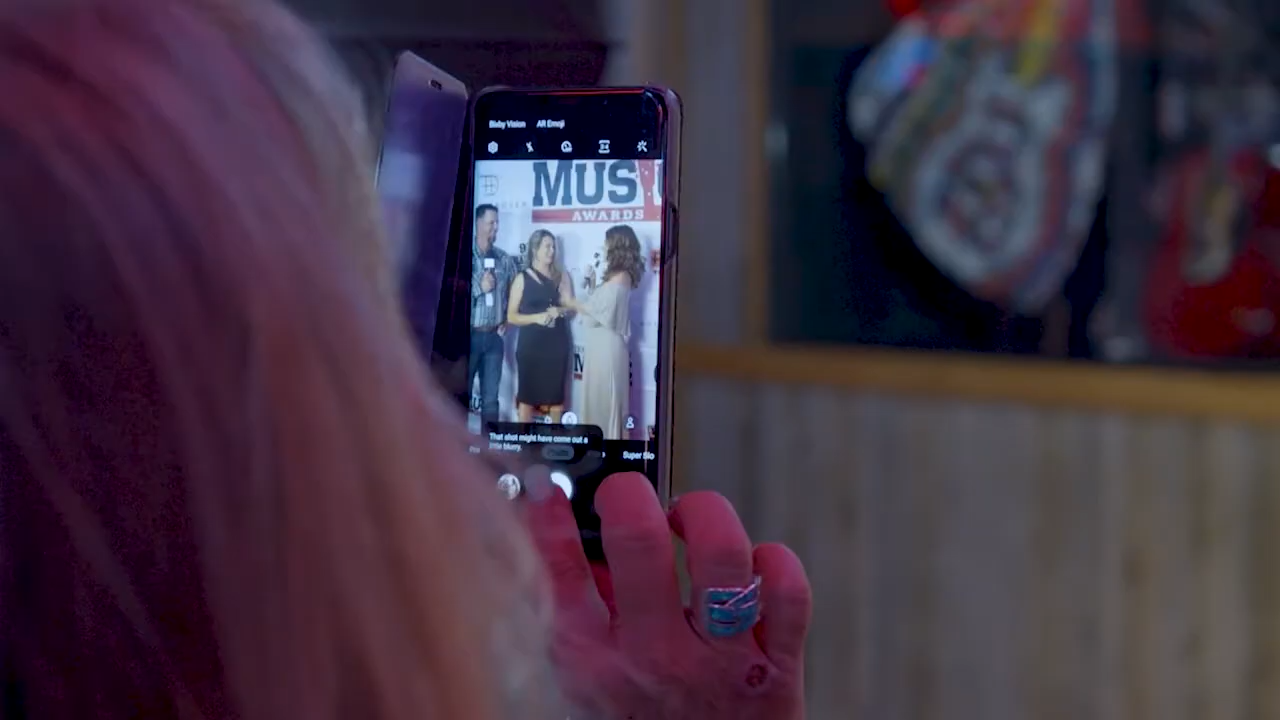 Bixby Vision AR Emoji
MUS
AWARDS
That shot might have come out a
little blurry.
Super Slo